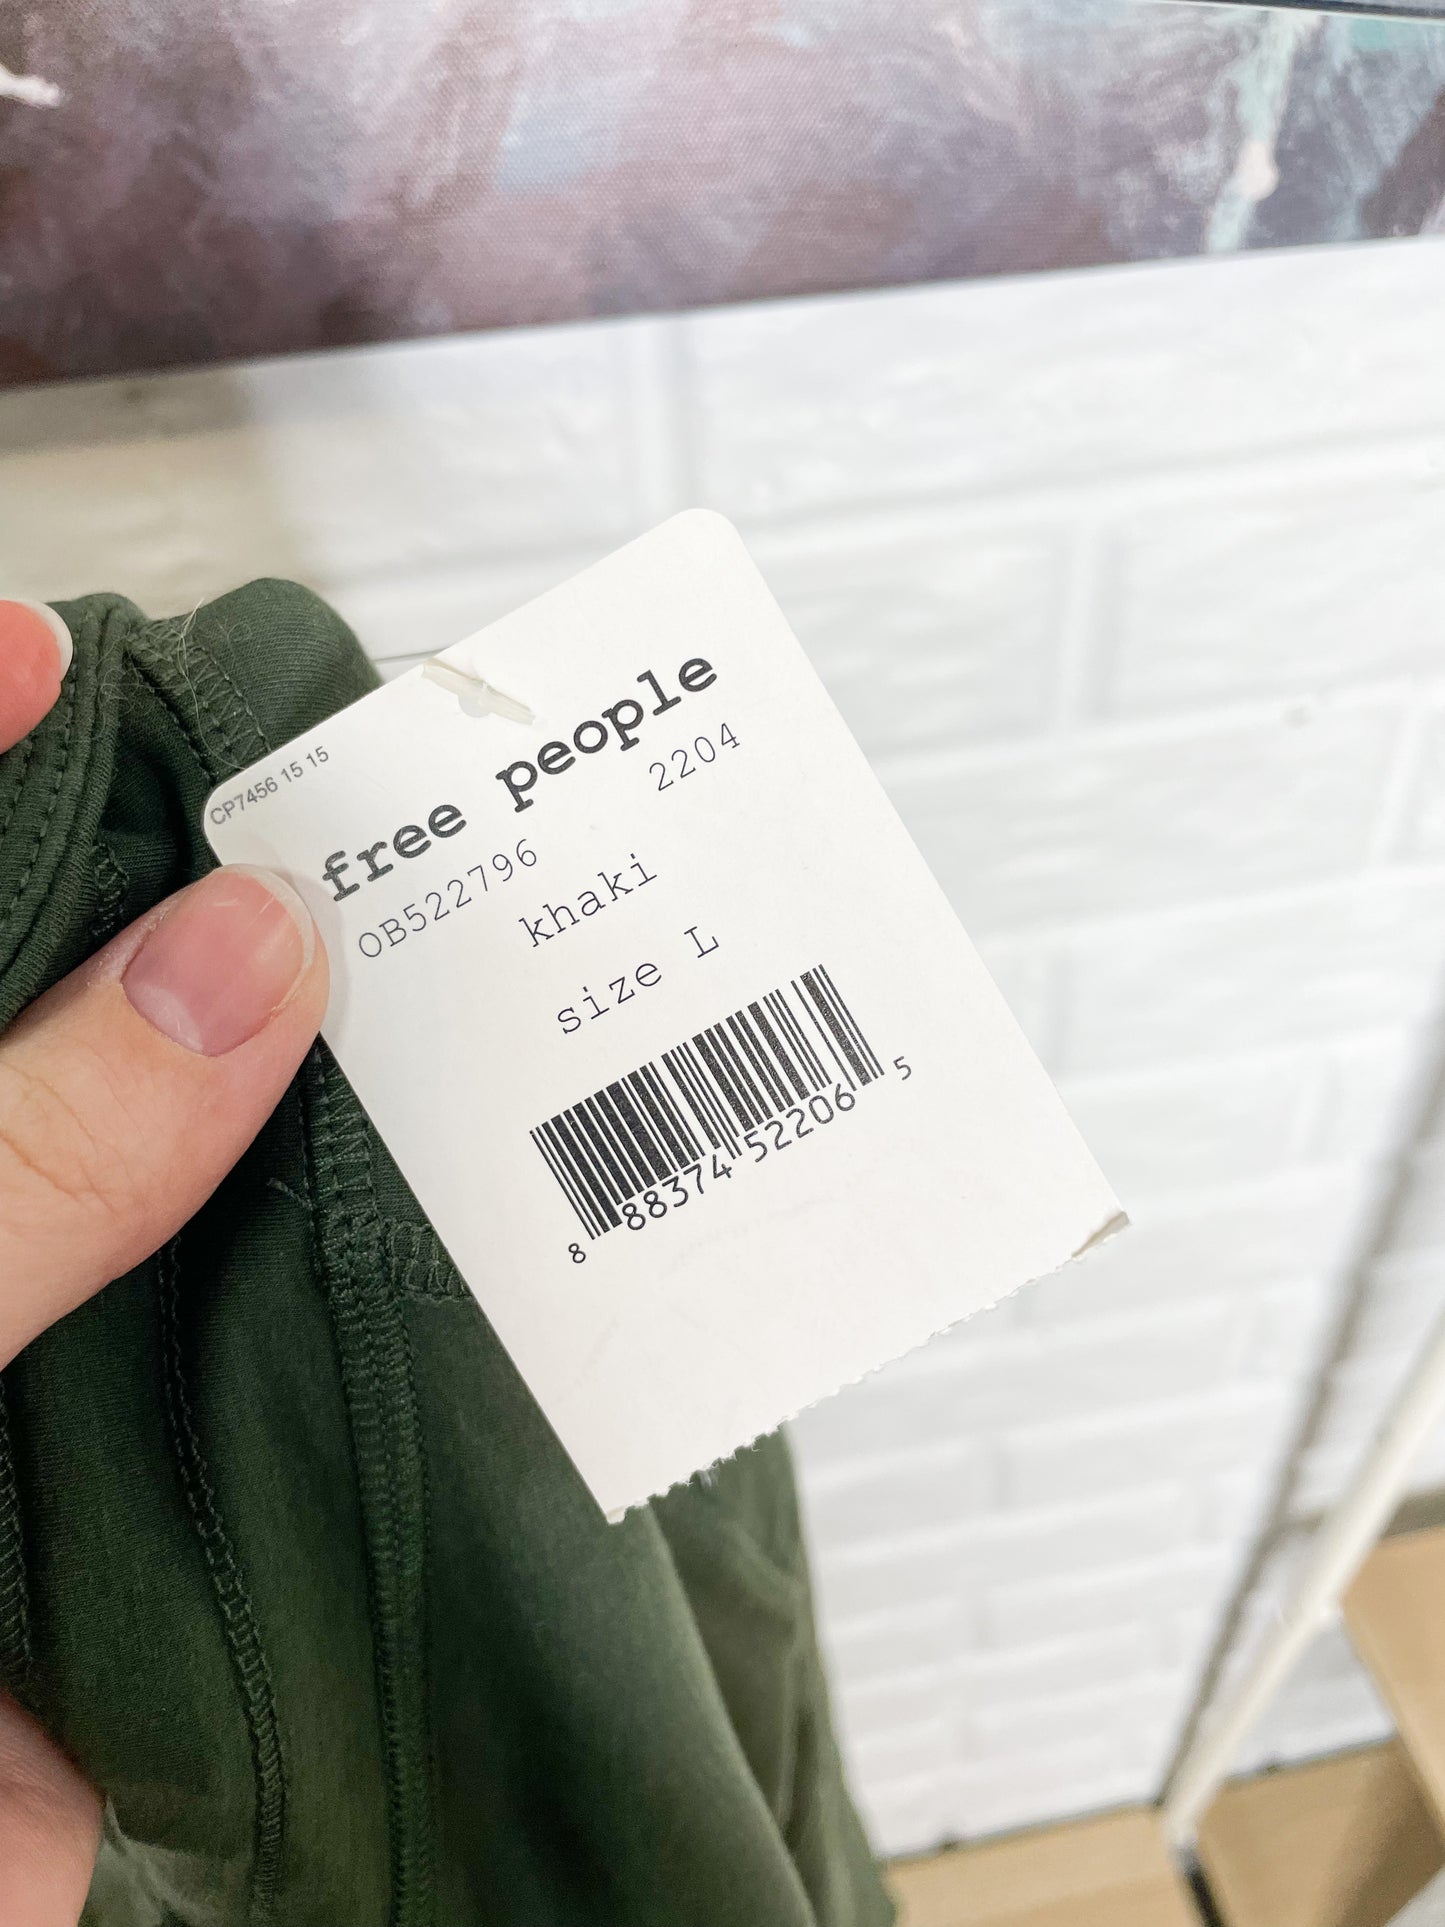 CP7456 15 15
free people
OB522796 2204
khaki
size L
8 88374 52206 5